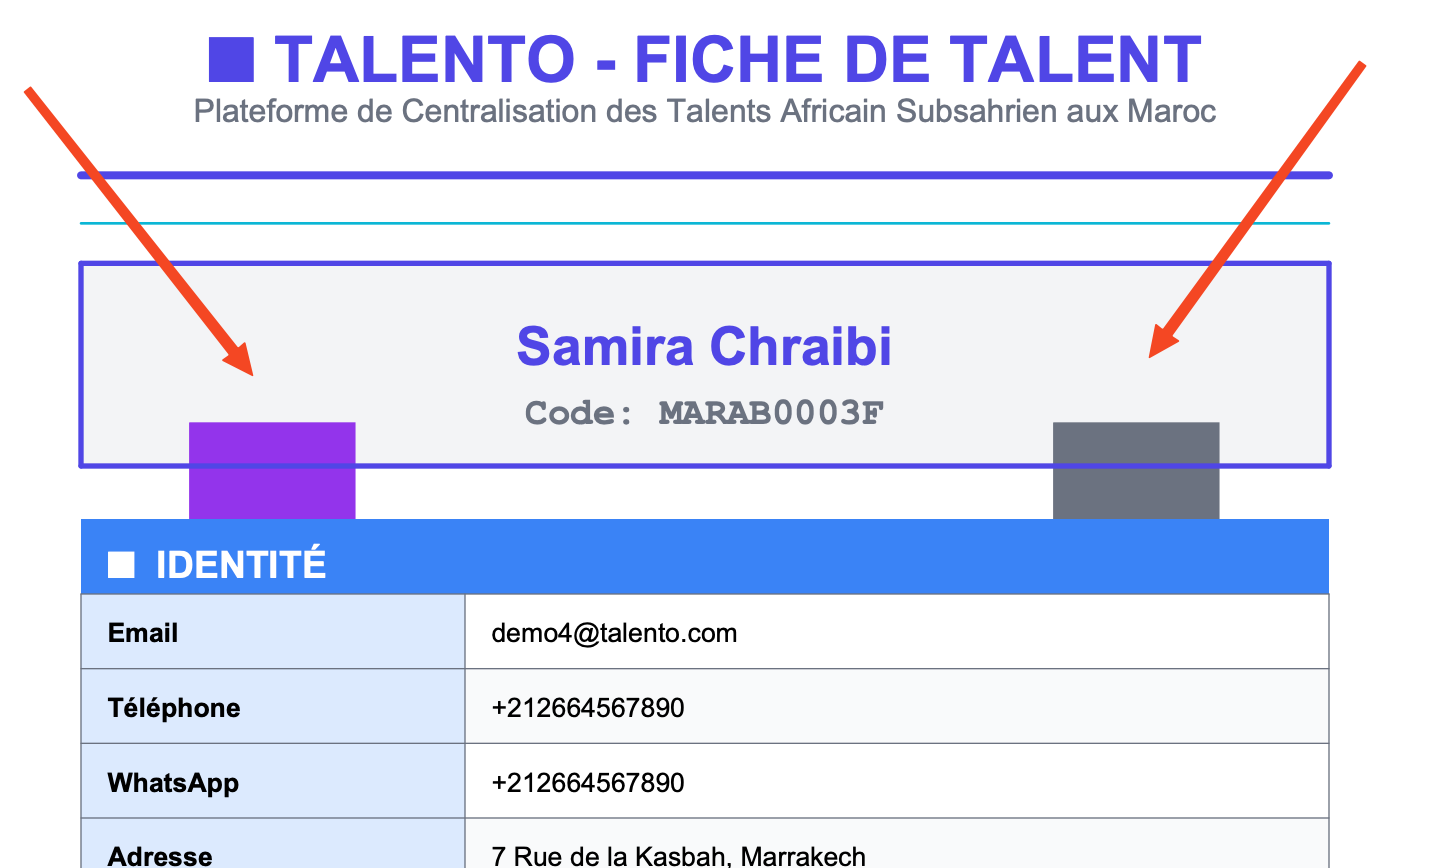 TALENTO - FICHE DE TALENT
Plateforme de Centralisation des Talents Africain Subsahrien aux Maroc
Samira Chraibi
Code: MARAB0003F
IDENTITÉ
Email demo4@talento.com
Téléphone +212664567890
WhatsApp +212664567890
Adresse 7 Rue de la Kasbah, Marrakech